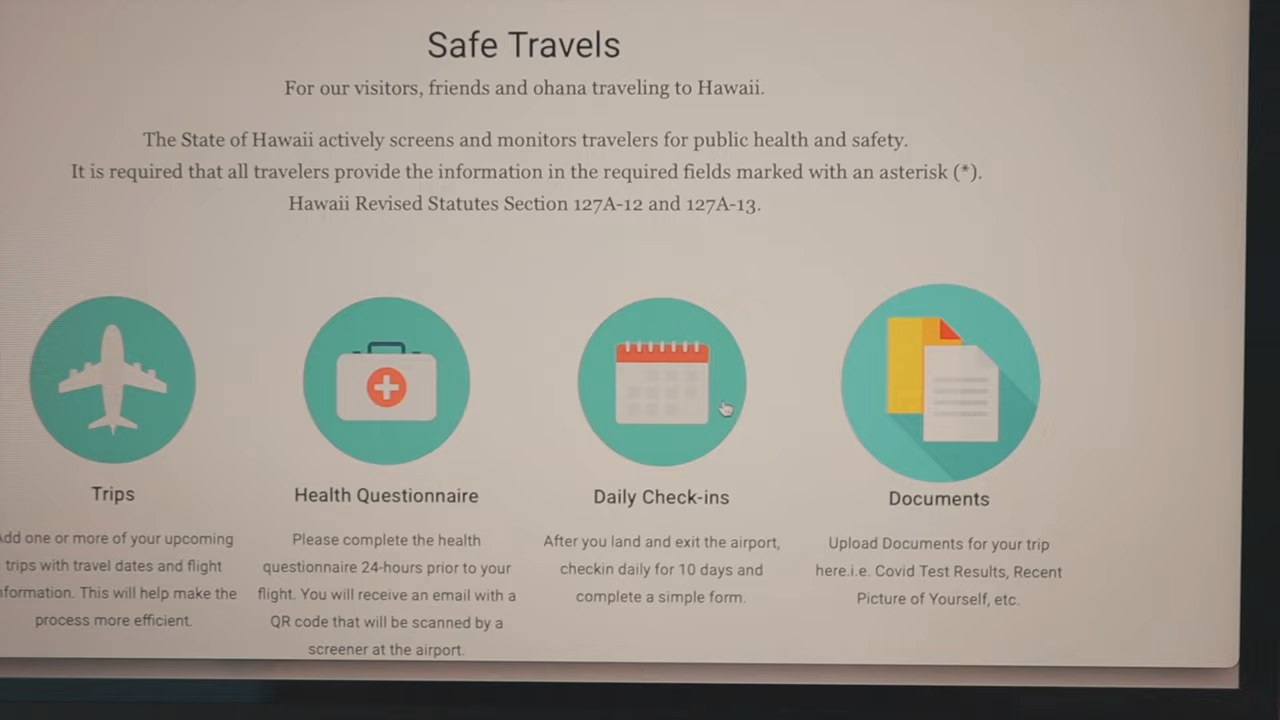 Safe Travels
For our visitors, friends and ohana traveling to Hawaii.
The State of Hawaii actively screens and monitors travelers for public health and safety.
It is required that all travelers provide the information in the required fields marked with an asterisk (*).
Hawaii Revised Statutes Section 127A-12 and 127A-13.
Trips
Add one or more of your upcoming
trips with travel dates and flight
nformation. This will help make the
process more efficient.
Health Questionnaire
Please complete the health
questionnaire 24-hours prior to your
flight. You will receive an email with a
QR code that will be scanned by a
screener at the airport.
Daily Check-ins
After you land and exit the airport,
checkin daily for 10 days and
complete a simple form.
Documents
Upload Documents for your trip
here.i.e. Covid Test Results, Recent
Picture of Yourself, etc.